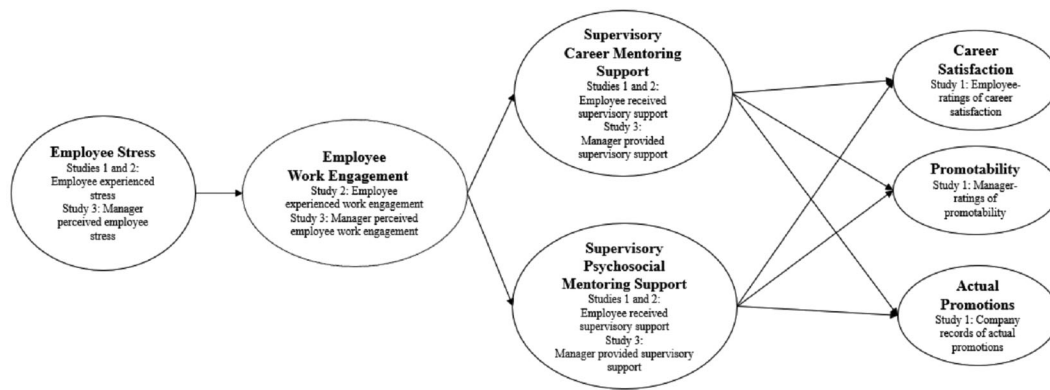 Employee Stress
Studies 1 and 2:
Employee experienced
stress
Study 3: Manager
perceived employee
stress
Employee
Work Engagement
Study 2: Employee
experienced work engagement
Study 3: Manager perceived
employee work engagement
Supervisory
Career Mentoring
Support
Studies 1 and 2:
Employee received
supervisory support
Study 3:
Manager provided
supervisory support
Supervisory
Psychosocial
Mentoring Support
Studies 1 and 2:
Employee received
supervisory support
Study 3:
Manager provided supervisory
support
Career
Satisfaction
Study 1: Employee-
ratings of career
satisfaction
Promotability
Study 1: Manager-
ratings of
promotability
Actual
Promotions
Study 1: Company
records of actual
promotions